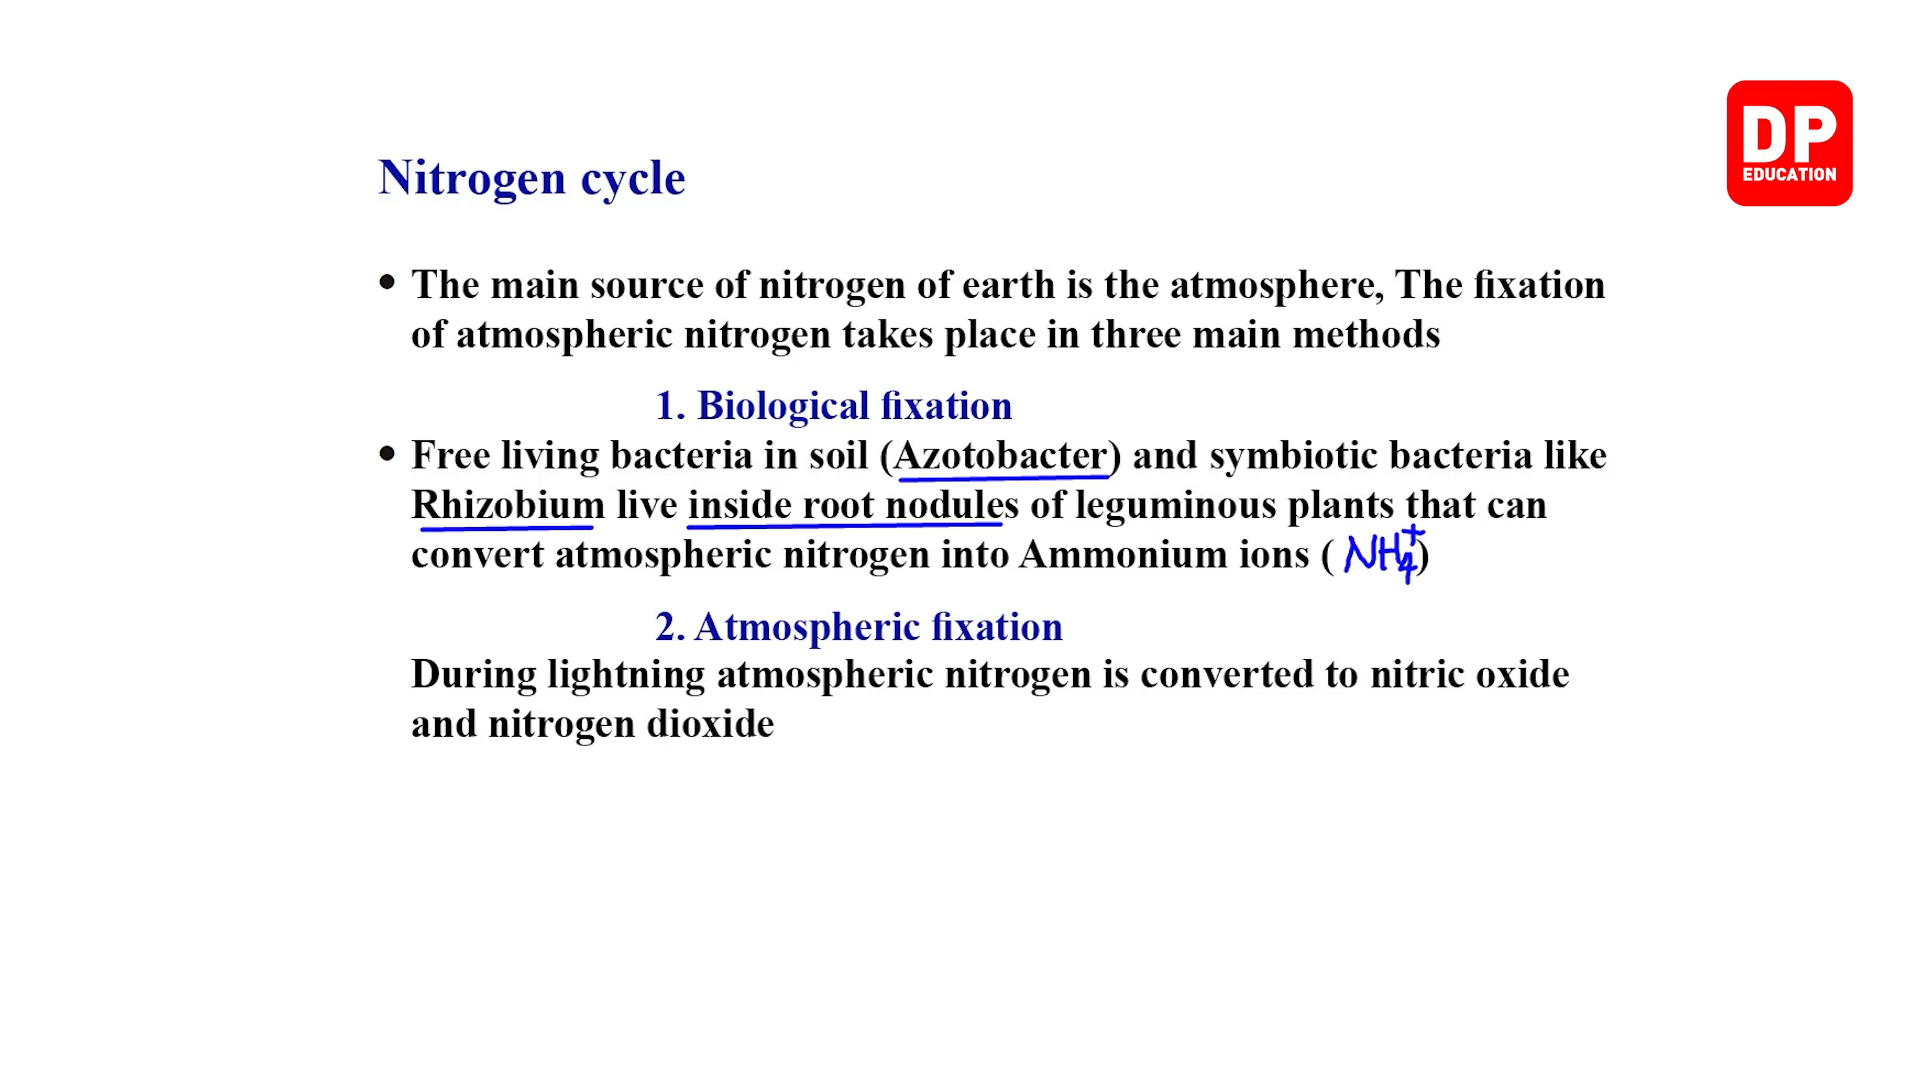 DP
EDUCATION
Nitrogen cycle
• The main source of nitrogen of earth is the atmosphere, The fixation
of atmospheric nitrogen takes place in three main methods
1. Biological fixation
• Free living bacteria in soil (Azotobacter) and symbiotic bacteria like
Rhizobium live inside root nodules of leguminous plants that can
convert atmospheric nitrogen into Ammonium ions ( NH₄⁺)
2. Atmospheric fixation
During lightning atmospheric nitrogen is converted to nitric oxide
and nitrogen dioxide